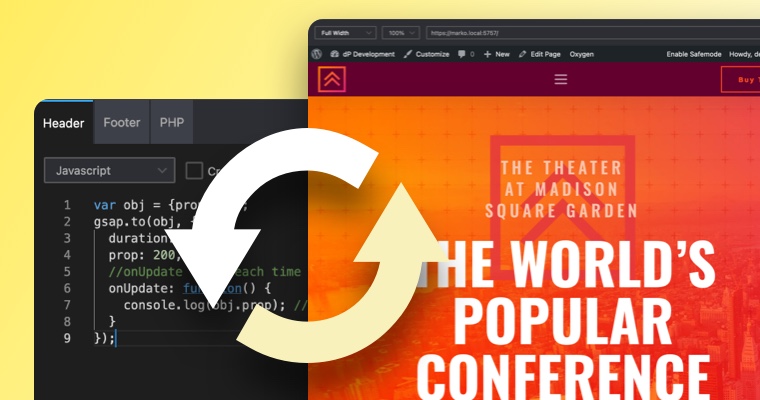 Header Footer PHP
Javascript
1 var obj = {
2 gsap.to(obj,
3 duration
4 prop: 200,
5 //onUpdate each time
6 onUpdate: function() {
7 console.log(obj.prop); //
8 }
9 });
Full Width 100% https://marko.local:5757/
dP Development Customize 0 New Edit Page Oxygen Enable Safemode Howdy,
Buy
THE THEATER
AT MADISON
SQUARE GARDEN
THE WORLD'S
POPULAR
CONFERENCE